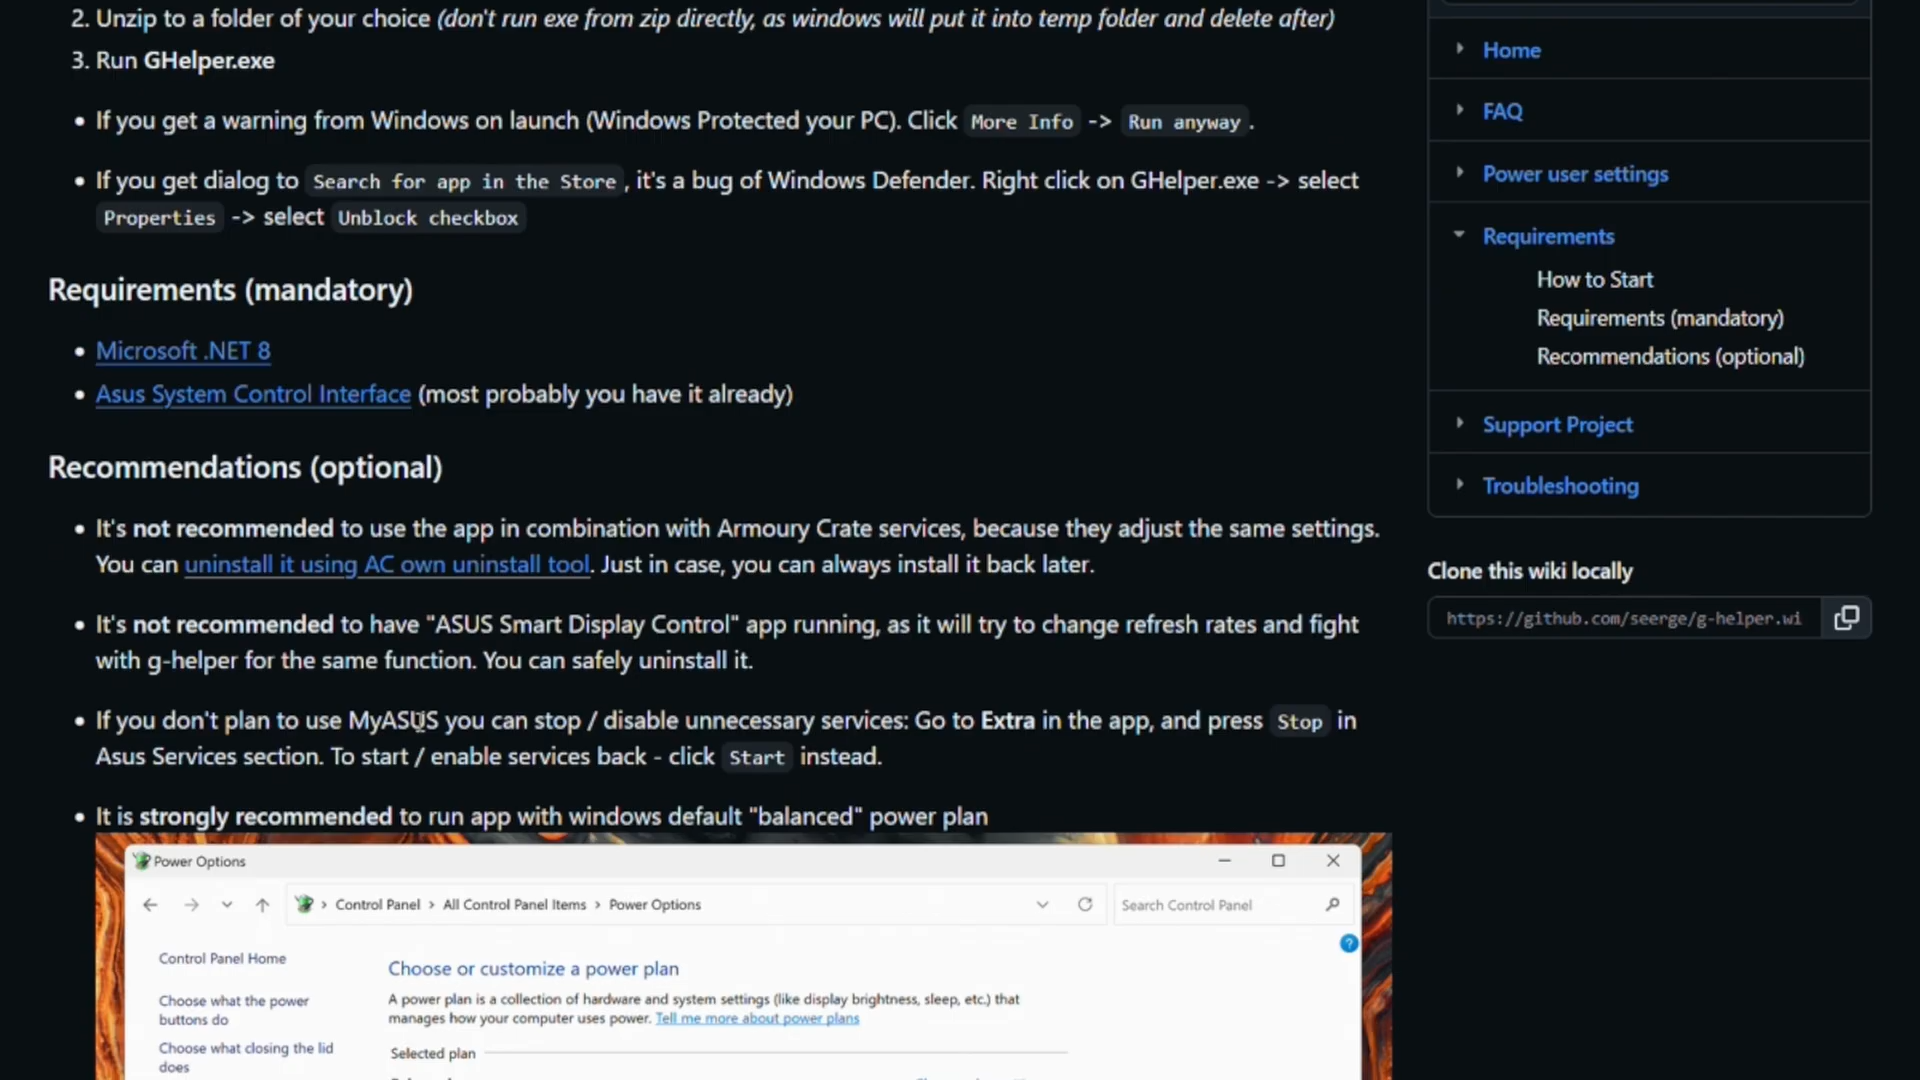 2. Unzip to a folder of your choice (don't run exe from zip directly, as windows will put it into temp folder and delete after)
3. Run GHelper.exe
• If you get a warning from Windows on launch (Windows Protected your PC). Click More Info -> Run anyway .
• If you get dialog to Search for app in the Store , it's a bug of Windows Defender. Right click on GHelper.exe -> select
Properties -> select Unblock checkbox
Requirements (mandatory)
• Microsoft .NET 8
• Asus System Control Interface (most probably you have it already)
Recommendations (optional)
• It's not recommended to use the app in combination with Armoury Crate services, because they adjust the same settings.
You can uninstall it using AC own uninstall tool. Just in case, you can always install it back later.
• It's not recommended to have "ASUS Smart Display Control" app running, as it will try to change refresh rates and fight
with g-helper for the same function. You can safely uninstall it.
• If you don't plan to use MyASUS you can stop / disable unnecessary services: Go to Extra in the app, and press Stop in
Asus Services section. To start / enable services back - click Start instead.
• It is strongly recommended to run app with windows default "balanced" power plan
Power Options
Control Panel > All Control Panel Items > Power Options
Search Control Panel
Control Panel Home
Choose what the power
buttons do
Choose what closing the lid
does
Choose or customize a power plan
A power plan is a collection of hardware and system settings (like display brightness, sleep, etc.) that
manages how your computer uses power. Tell me more about power plans
Selected plan
Home
FAQ
Power user settings
Requirements
How to Start
Requirements (mandatory)
Recommendations (optional)
Support Project
Troubleshooting
Clone this wiki locally
https://github.com/seerge/g-helper.wi